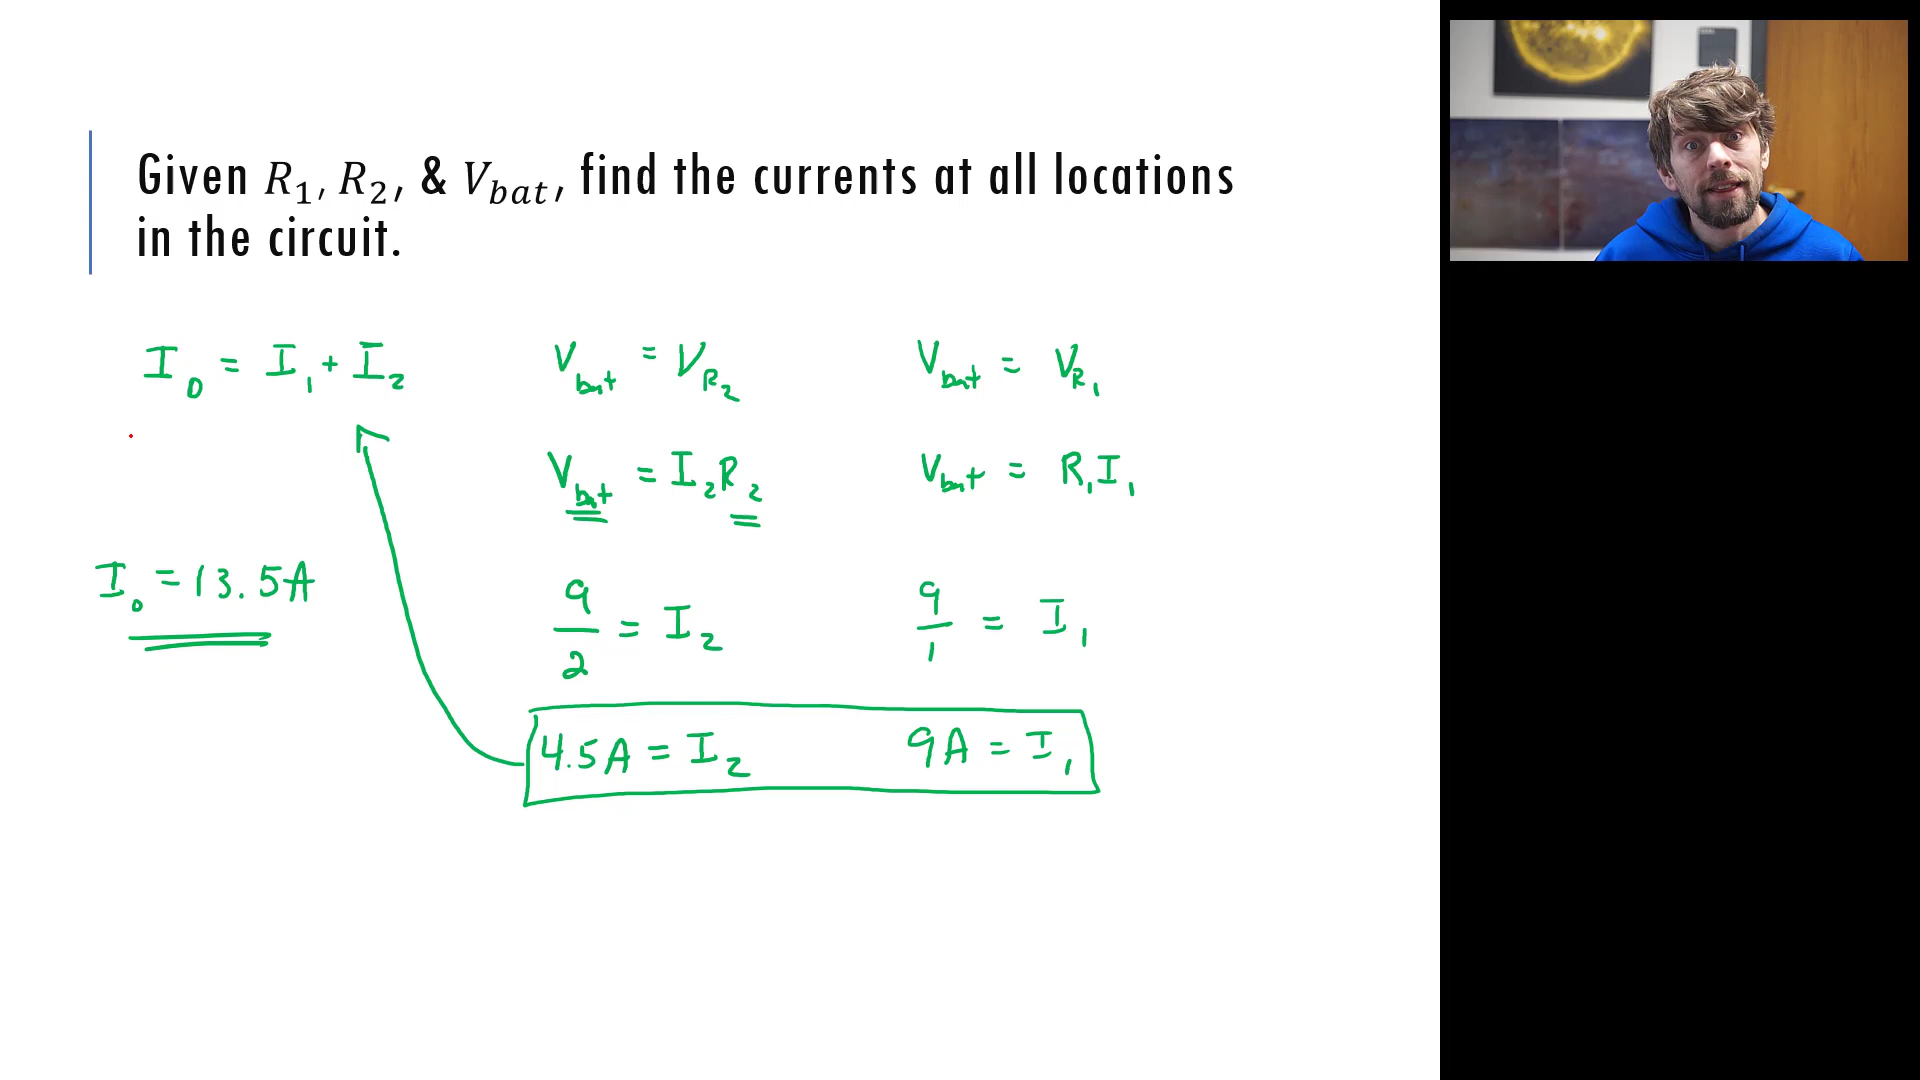 Given R₁, R₂, & V_bat, find the currents at all locations
in the circuit.
I₀ = I₁ + I₂
I₀ = 13.5A
V_bat = V_R₂
V_bat = I₂R₂
9/2 = I₂
4.5A = I₂
V_bat = V_R₁
V_bat = R₁I₁
9/1 = I₁
9A = I₁